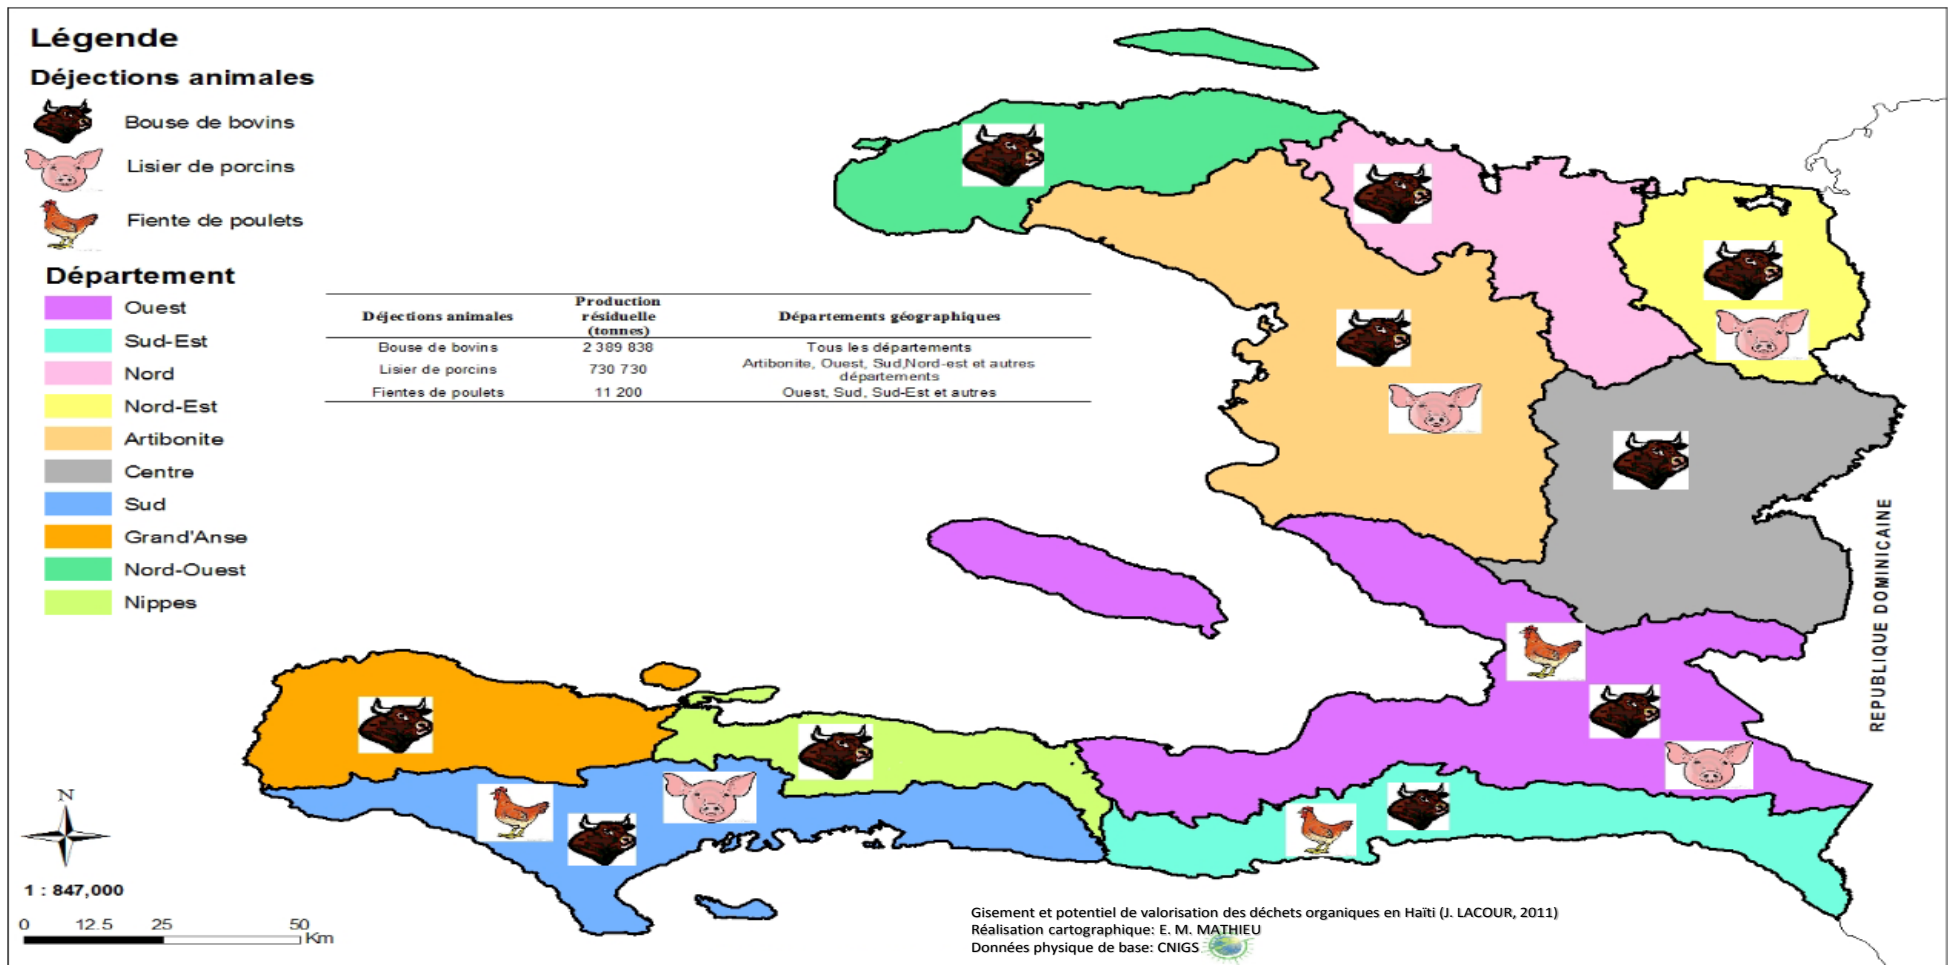 Légende
Déjections animales
Bouse de bovins
Lisier de porcins
Fiente de poulets
Département
Ouest
Sud-Est
Nord
Nord-Est
Artibonite
Centre
Sud
Grand'Anse
Nord-Ouest
Nippes
Déjections animales Production résiduelle (tonnes) Départements géographiques
Bouse de bovins 2 389 838 Tous les départements
Lisier de porcins 730 730 Artibonite, Ouest, Sud,Nord-est et autres départements
Fientes de poulets 11 200 Ouest, Sud, Sud-Est et autres
REPUBLIQUE DOMINICAINE
N
1 : 847,000
0 12.5 25 50
Km
Gisement et potentiel de valorisation des déchets organiques en Haïti (J. LACOUR, 2011)
Réalisation cartographique: E. M. MATHIEU
Données physique de base: CNIGS